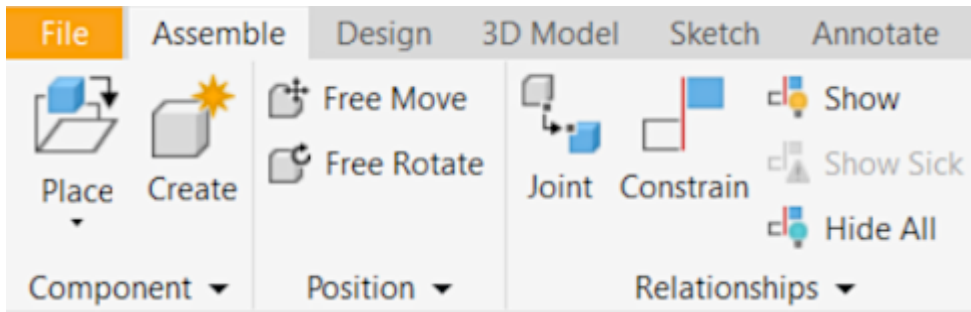 File Assemble Design 3D Model Sketch Annotate
Place
Create
Free Move
Free Rotate
Joint
Constrain
Show
Show Sick
Hide All
Component
Position
Relationships